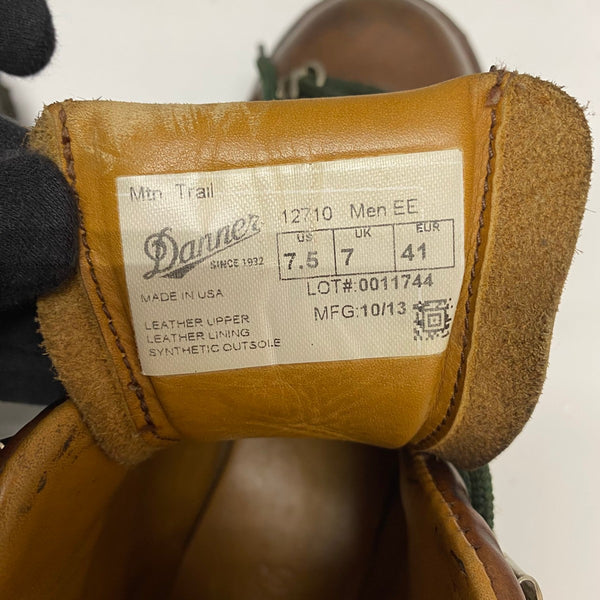 Mtn Trail
12710 Men EE
Danner
SINCE 1932
US UK EUR
7.5 7 41
LOT#:0011744
MFG:10/13
MADE IN USA
LEATHER UPPER
LEATHER LINING
SYNTHETIC OUTSOLE